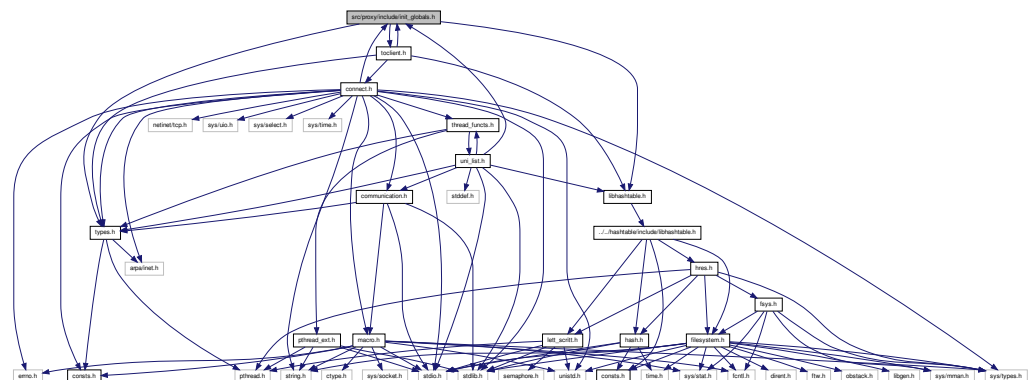 src/proxy/include/init_globals.h
toclient.h
connect.h
netinet/tcp.h
sys/uio.h
sys/select.h
sys/time.h
thread_functs.h
uni_list.h
communication.h
stddef.h
libhashtable.h
types.h
../../hashtable/include/libhashtable.h
arpa/inet.h
hres.h
fsys.h
pthread_ext.h
macro.h
lett_scritt.h
hash.h
filesystem.h
errno.h
consts.h
pthread.h
string.h
ctype.h
sys/socket.h
stdio.h
stdlib.h
semaphore.h
unistd.h
consts.h
time.h
sys/stat.h
fcntl.h
dirent.h
ftw.h
obstack.h
libgen.h
sys/mman.h
sys/types.h